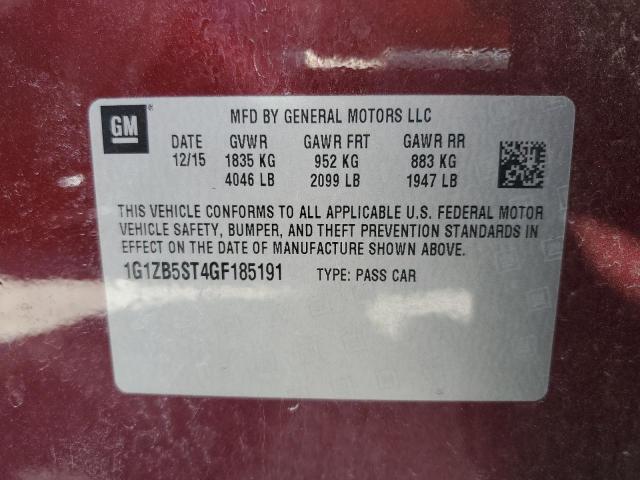 GM ®
MFD BY GENERAL MOTORS LLC
DATE GVWR GAWR FRT GAWR RR
12/15 1835 KG 952 KG 883 KG
4046 LB 2099 LB 1947 LB
THIS VEHICLE CONFORMS TO ALL APPLICABLE U.S. FEDERAL MOTOR
VEHICLE SAFETY, BUMPER, AND THEFT PREVENTION STANDARDS IN
EFFECT ON THE DATE OF MANUFACTURE SHOWN ABOVE.
1G1ZB5ST4GF185191 TYPE: PASS CAR